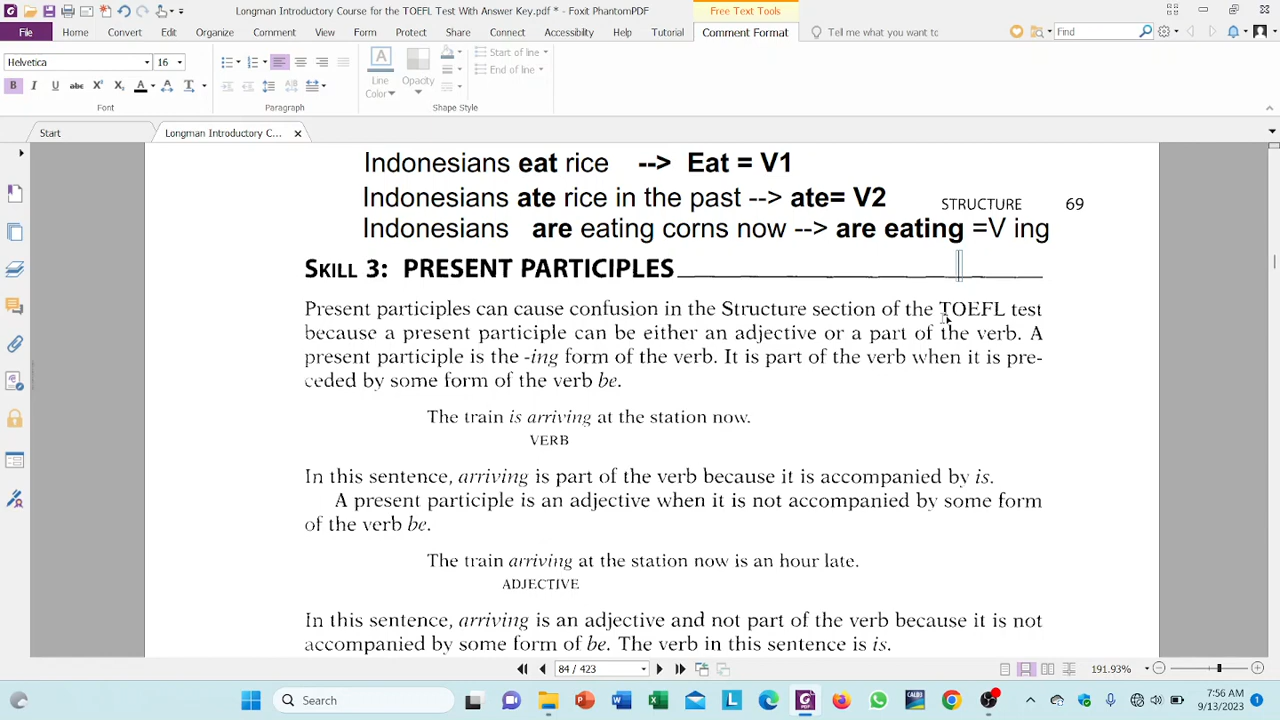 Longman Introductory Course for the TOEFL Test With Answer Key.pdf * - Foxit PhantomPDF
Free Text Tools
File Home Convert Edit Organize Comment View Form Protect Share Connect Accessibility Help Tutorial Comment Format Tell me what you want to Find
Helvetica 16
Start of line
End of line
B I U abc X² X₂ A T
Line Color
Opacity
Font Paragraph Shape Style
Start Longman Introductory C...
Indonesians eat rice --> Eat = V1
Indonesians ate rice in the past --> ate= V2
STRUCTURE 69
Indonesians are eating corns now --> are eating =V ing
SKILL 3: PRESENT PARTICIPLES
Present participles can cause confusion in the Structure section of the TOEFL test
because a present participle can be either an adjective or a part of the verb. A
present participle is the -ing form of the verb. It is part of the verb when it is pre-
ceded by some form of the verb be.
The train is arriving at the station now.
VERB
In this sentence, arriving is part of the verb because it is accompanied by is.
A present participle is an adjective when it is not accompanied by some form
of the verb be.
The train arriving at the station now is an hour late.
ADJECTIVE
In this sentence, arriving is an adjective and not part of the verb because it is not
accompanied by some form of be. The verb in this sentence is is.
84 / 423 191.93%
Search
7:56 AM
9/13/2023